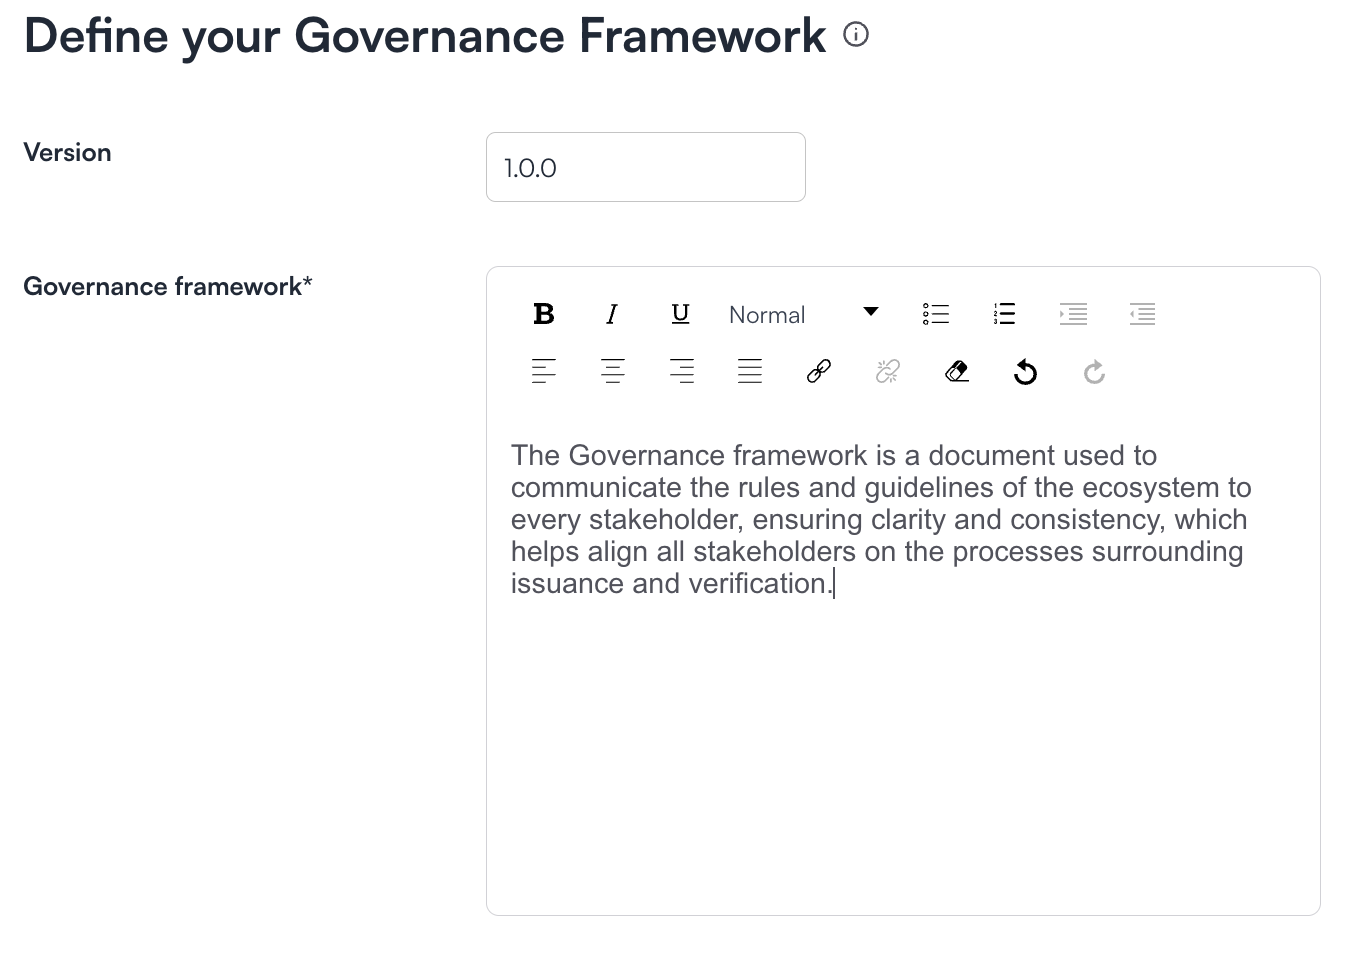 Define your Governance Framework
Version
1.0.0
Governance framework*
B I U Normal
The Governance framework is a document used to
communicate the rules and guidelines of the ecosystem to
every stakeholder, ensuring clarity and consistency, which
helps align all stakeholders on the processes surrounding
issuance and verification.